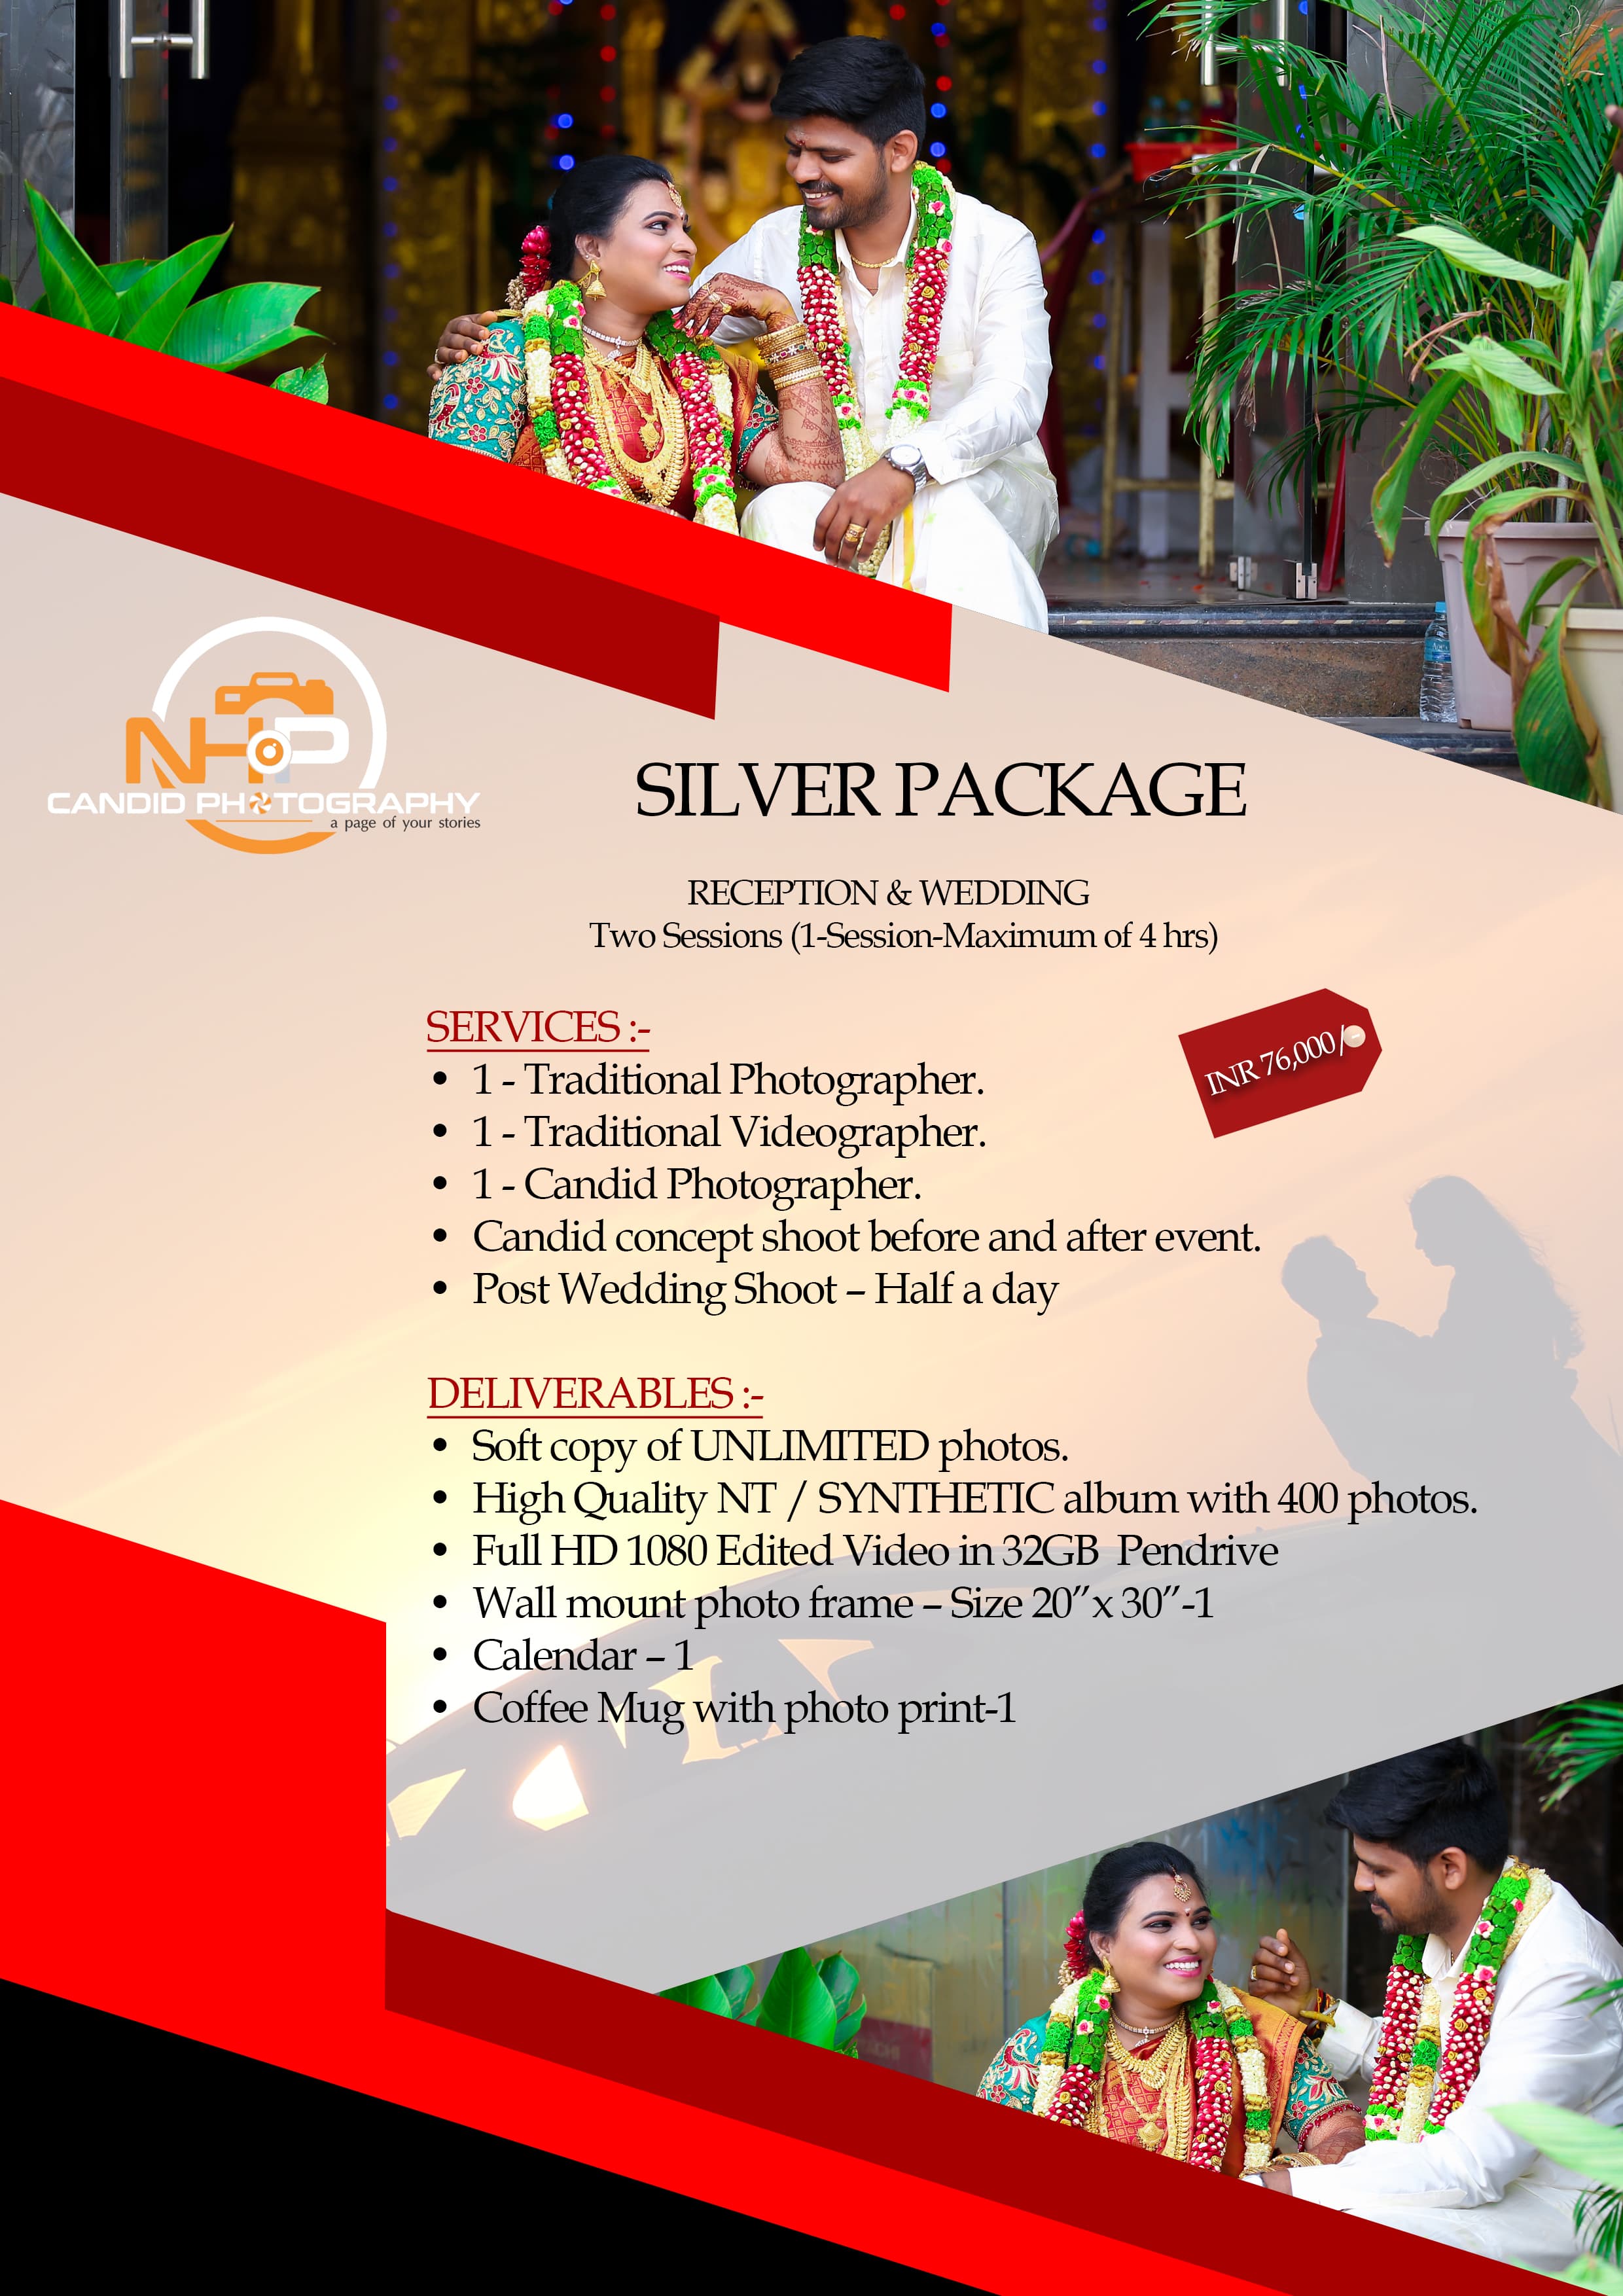 NHP
CANDID PHOTOGRAPHY
a page of your stories
SILVER PACKAGE
RECEPTION & WEDDING
Two Sessions (1-Session-Maximum of 4 hrs)
SERVICES :-
INR 76,000/-
• 1 - Traditional Photographer.
• 1 - Traditional Videographer.
• 1 - Candid Photographer.
• Candid concept shoot before and after event.
• Post Wedding Shoot – Half a day
DELIVERABLES :-
• Soft copy of UNLIMITED photos.
• High Quality NT / SYNTHETIC album with 400 photos.
• Full HD 1080 Edited Video in 32GB  Pendrive
• Wall mount photo frame – Size 20”x 30”-1
• Calendar – 1
• Coffee Mug with photo print-1